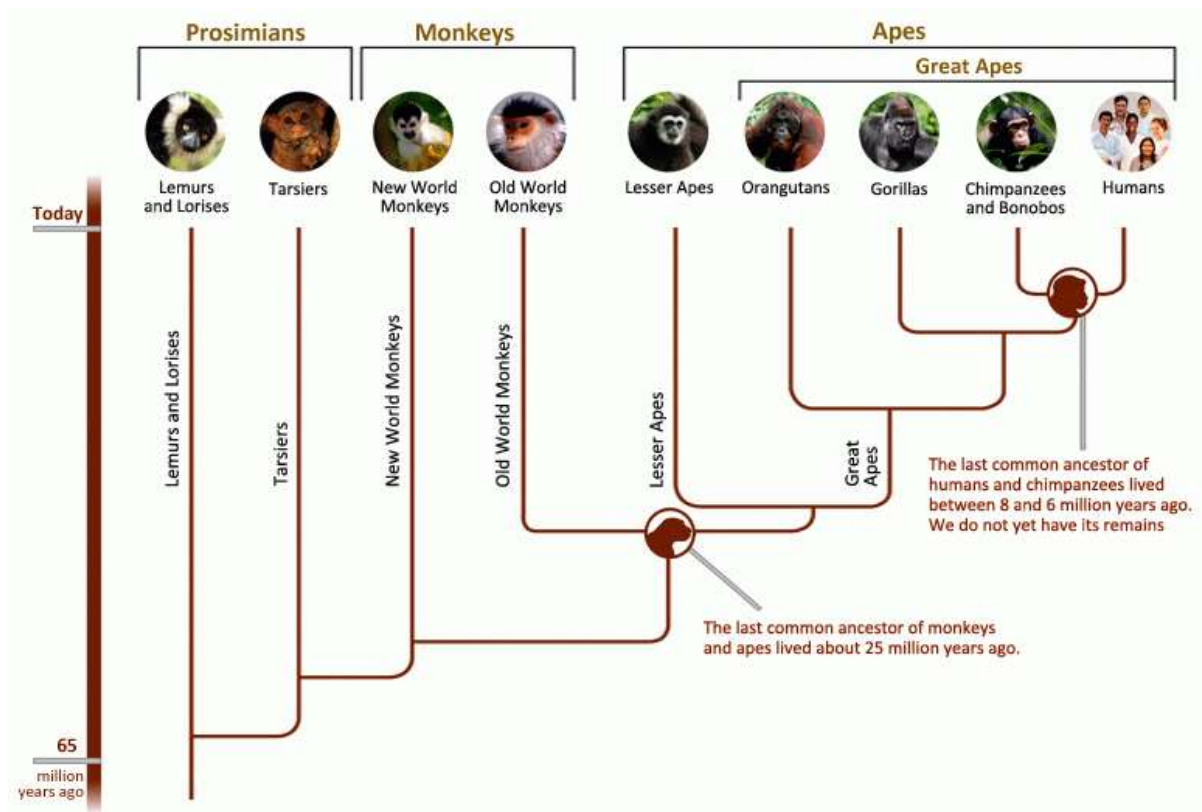 Prosimians
Monkeys
Apes
Great Apes
Lemurs
and Lorises
Tarsiers
New World
Monkeys
Old World
Monkeys
Lesser Apes
Orangutans
Gorillas
Chimpanzees
and Bonobos
Humans
Today
Lemurs and Lorises
Tarsiers
New World Monkeys
Old World Monkeys
Lesser Apes
Great
Apes
The last common ancestor of
humans and chimpanzees lived
between 8 and 6 million years ago.
We do not yet have its remains
The last common ancestor of monkeys
and apes lived about 25 million years ago.
65
million
years ago